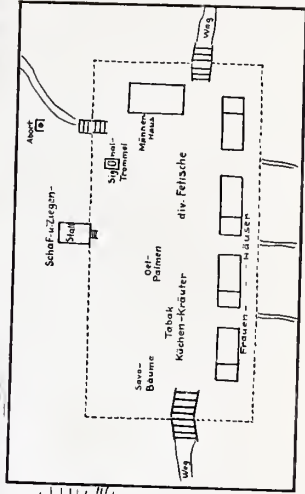 Weg
Abort
Signal-
Trommel
Männer
Haus
Schaf-u.Ziegen-
Stall
Oel-
Palmen
div. Fetische
Tabak
Küchen-Kräuter
Savo-
Bäume
Frauen - - - Häuser
Weg